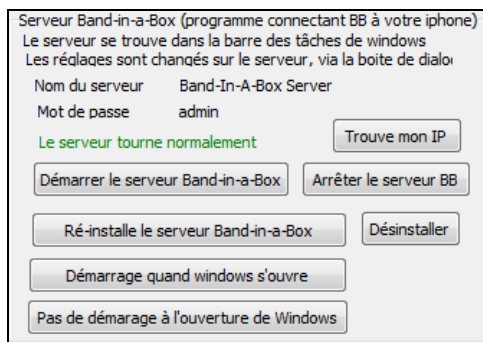 Serveur Band-in-a-Box (programme connectant BB à votre iphone)
Le serveur se trouve dans la barre des tâches de windows
Les réglages sont changés sur le serveur, via la boite de dialo
Nom du serveur Band-In-A-Box Server
Mot de passe admin
Le serveur tourne normalement Trouve mon IP
Démarrer le serveur Band-in-a-Box Arrêter le serveur BB
Ré-installe le serveur Band-in-a-Box Désinstaller
Démarrage quand windows s'ouvre
Pas de démarage à l'ouverture de Windows